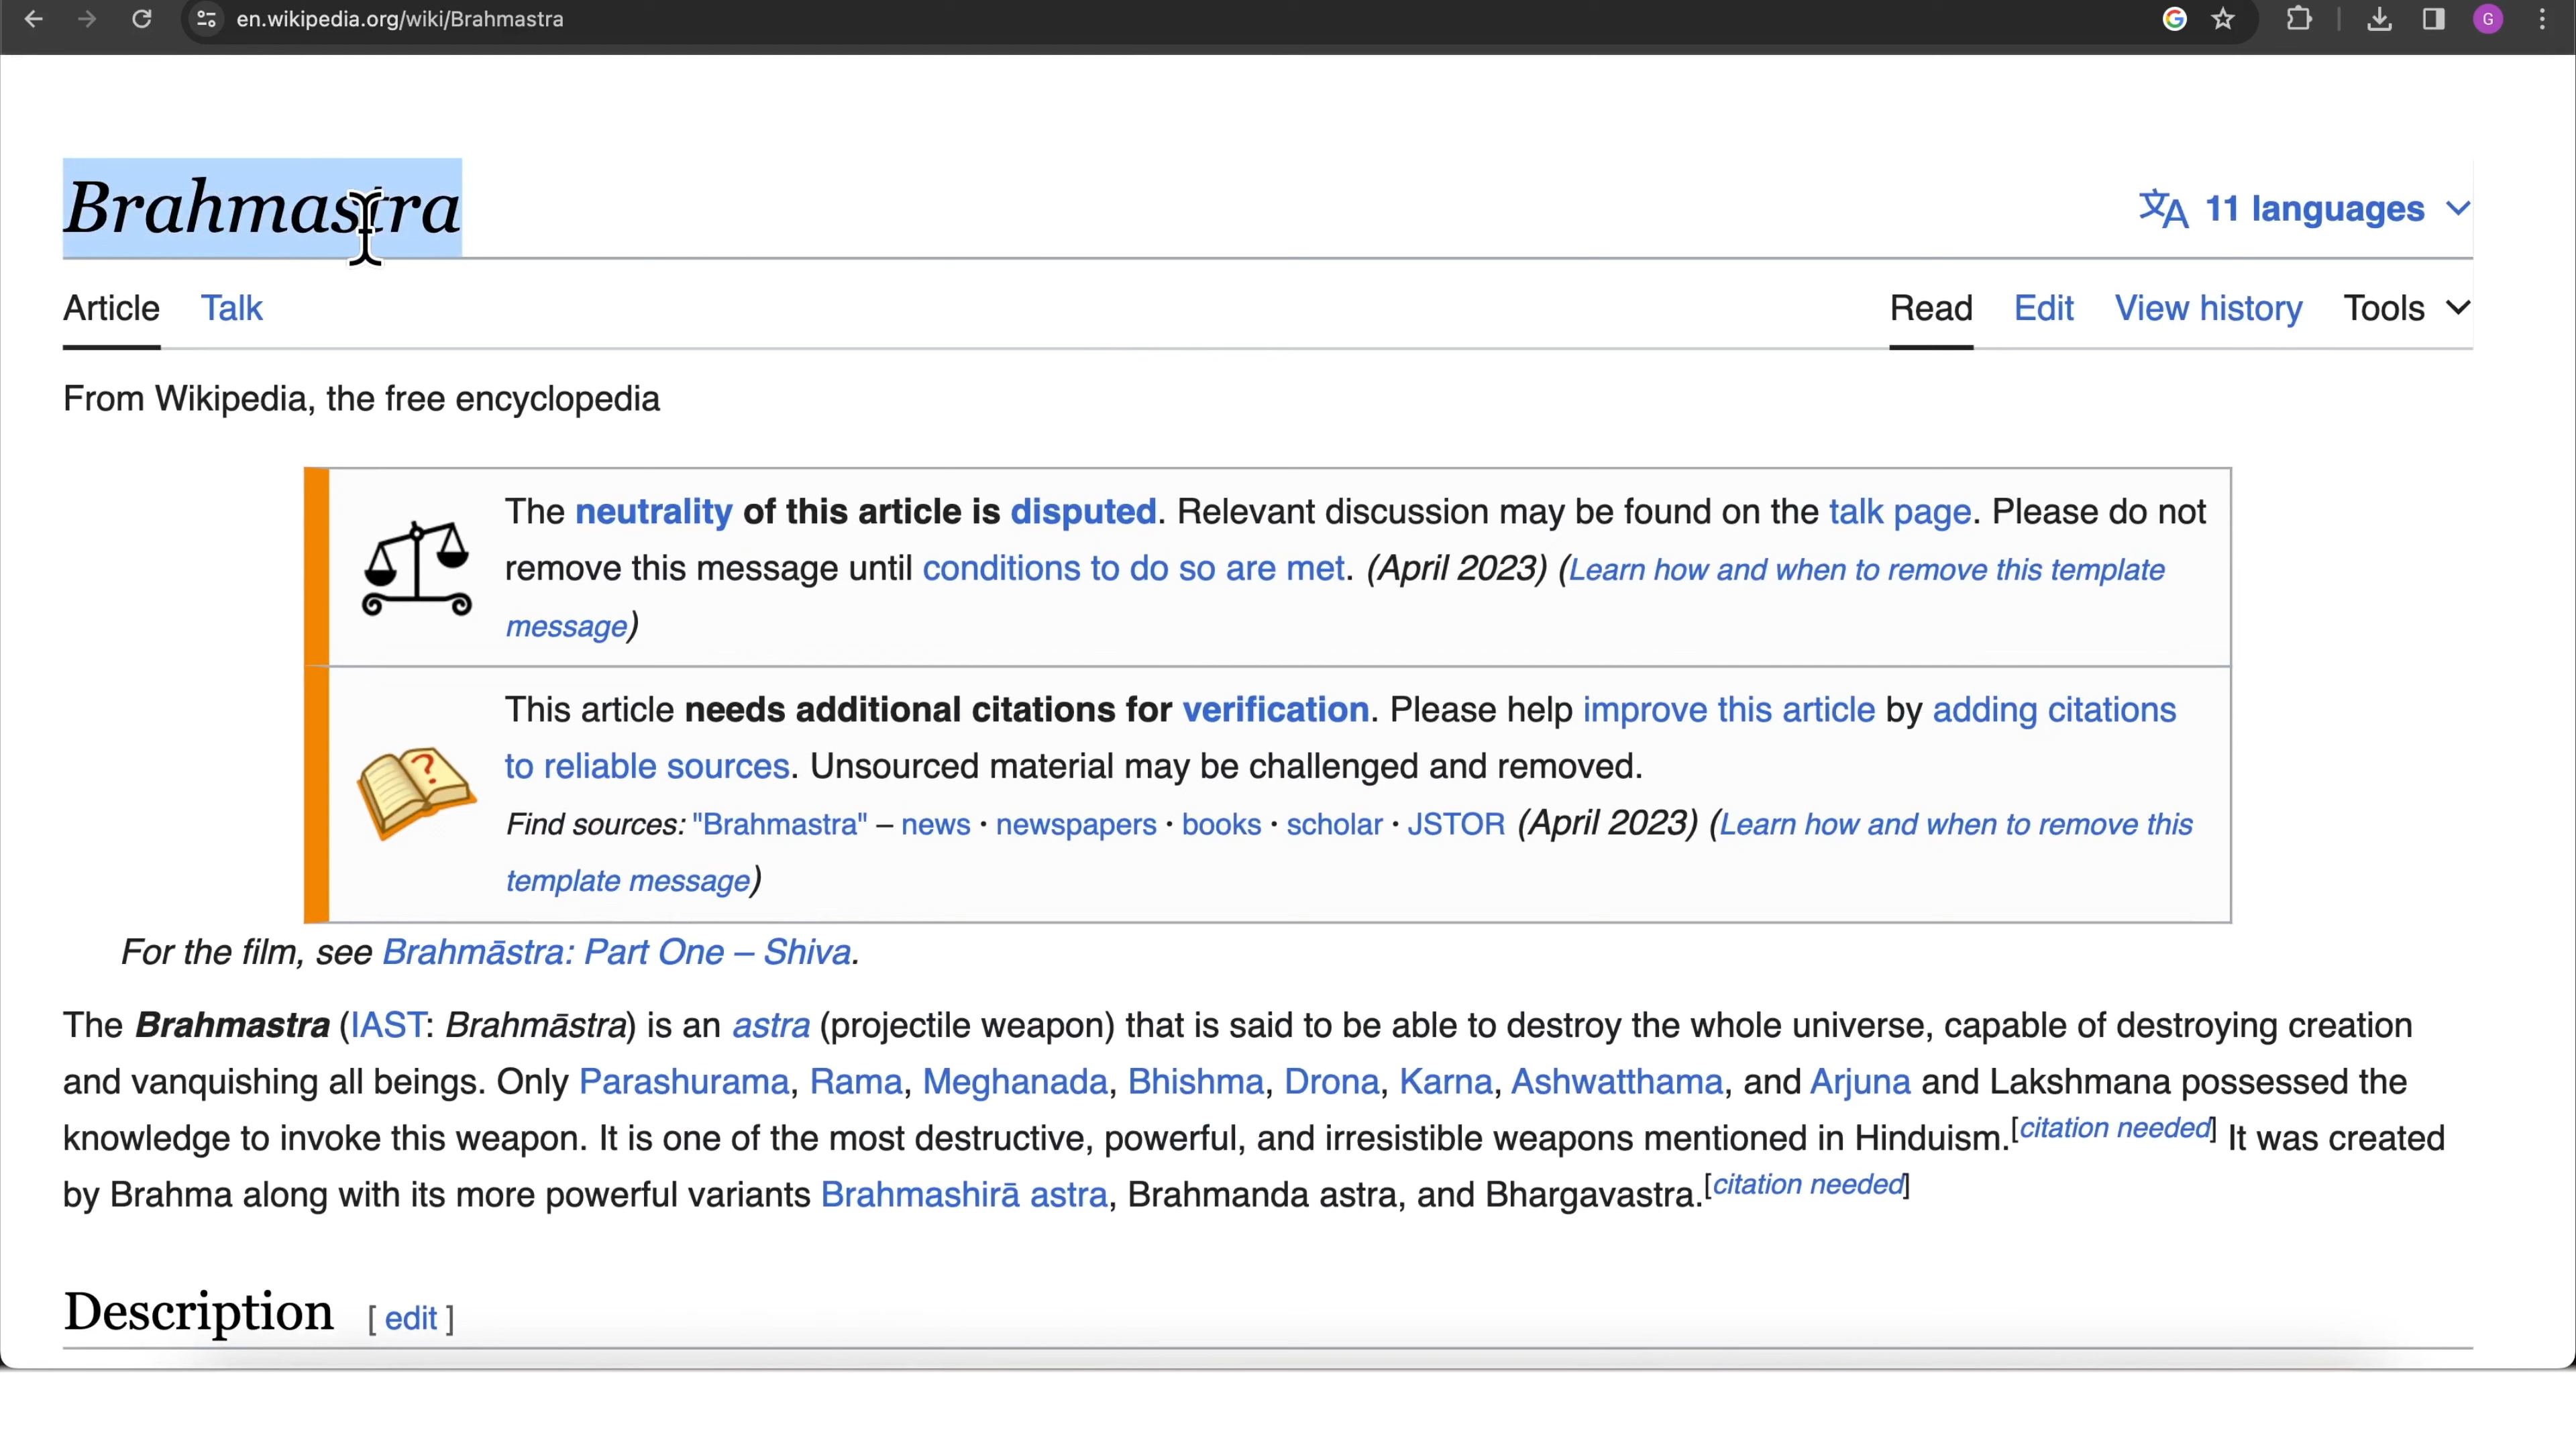 en.wikipedia.org/wiki/Brahmastra
G
Brahmastra
文A 11 languages
Article Talk Read Edit View history Tools
From Wikipedia, the free encyclopedia
The neutrality of this article is disputed. Relevant discussion may be found on the talk page. Please do not
remove this message until conditions to do so are met. (April 2023) (Learn how and when to remove this template
message)
This article needs additional citations for verification. Please help improve this article by adding citations
to reliable sources. Unsourced material may be challenged and removed.
Find sources: "Brahmastra" – news · newspapers · books · scholar · JSTOR (April 2023) (Learn how and when to remove this
template message)
For the film, see Brahmāstra: Part One – Shiva.
The Brahmastra (IAST: Brahmāstra) is an astra (projectile weapon) that is said to be able to destroy the whole universe, capable of destroying creation
and vanquishing all beings. Only Parashurama, Rama, Meghanada, Bhishma, Drona, Karna, Ashwatthama, and Arjuna and Lakshmana possessed the
knowledge to invoke this weapon. It is one of the most destructive, powerful, and irresistible weapons mentioned in Hinduism.[citation needed] It was created
by Brahma along with its more powerful variants Brahmashirā astra, Brahmanda astra, and Bhargavastra.[citation needed]
Description [ edit ]